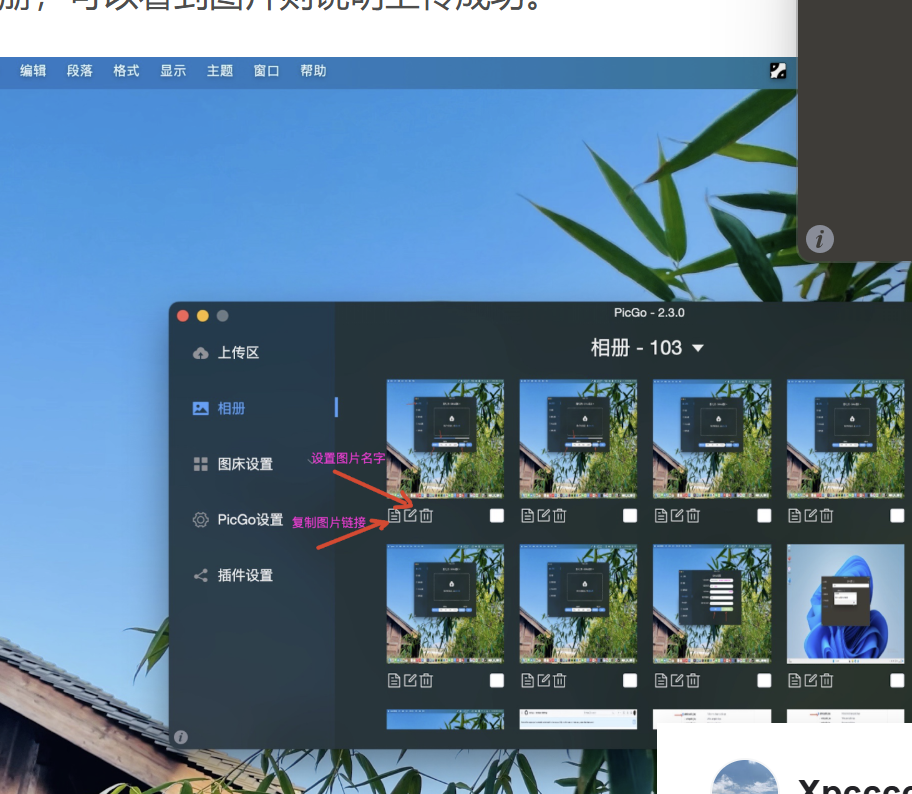 册，可以看到图片则说明上传成功。
编辑 段落 格式 显示 主题 窗口 帮助
PicGo - 2.3.0
相册 - 103
上传区
相册
图床设置
设置图片名字
PicGo设置
复制图片链接
插件设置